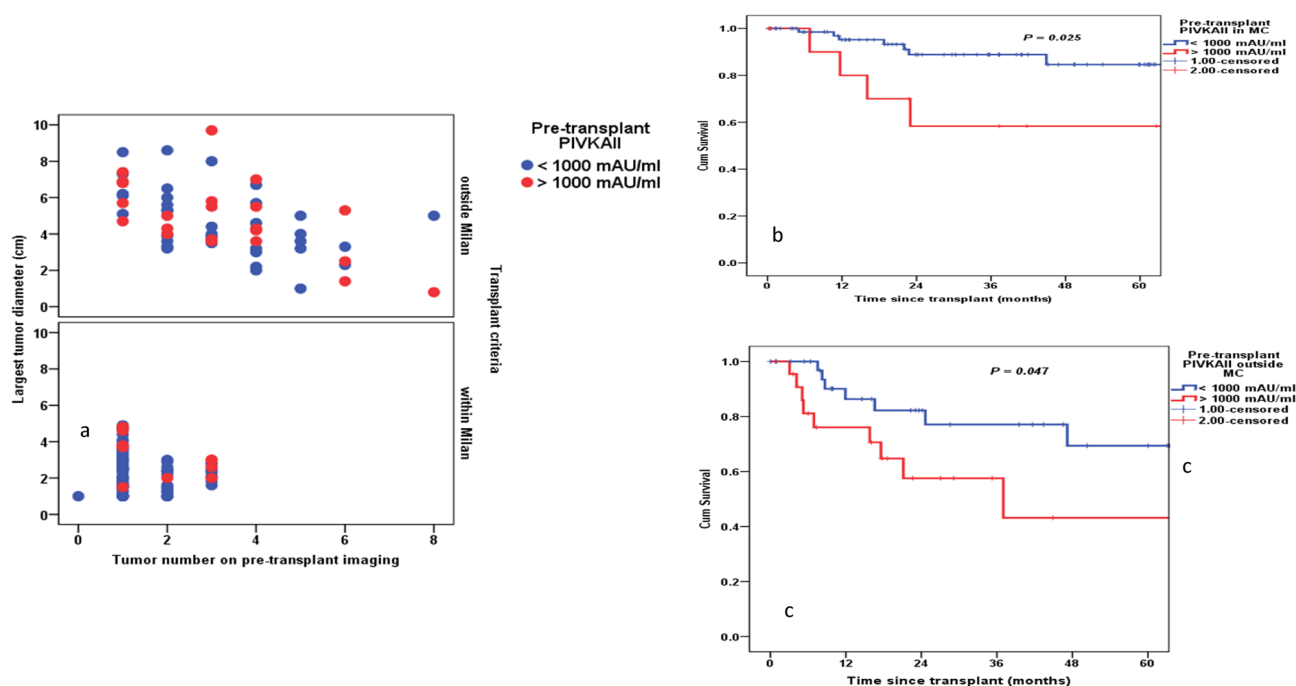 10
8
6
4
2
0
10
8
6
4
2
0
0 2 4 6 8
Largest tumor diameter (cm)
Tumor number on pre-transplant imaging
outside Milan
within Milan
Transplant criteria
a
Pre-transplant
PIVKAII
< 1000 mAU/ml
> 1000 mAU/ml
1.0
0.8
0.6
0.4
0.2
0.0
Cum Survival
P = 0.025
b
0 12 24 36 48 60
Time since transplant (months)
Pre-transplant
PIVKAII in MC
< 1000 mAU/ml
> 1000 mAU/ml
1.00-censored
2.00-censored
1.0
0.8
0.6
0.4
0.2
0.0
Cum Survival
P = 0.047
c
0 12 24 36 48 60
Time since transplant (months)
Pre-transplant
PIVKAII outside
MC
< 1000 mAU/ml
> 1000 mAU/ml
1.00-censored
2.00-censored
c